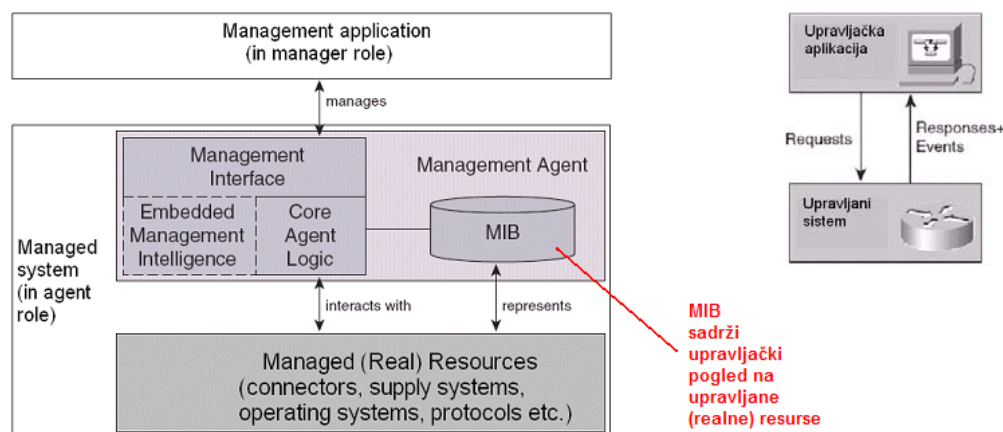 Management application
(in manager role)
manages
Managed
system
(in agent
role)
Management
Interface
Management Agent
Embedded
Management
Intelligence
Core
Agent
Logic
MIB
interacts with
represents
Managed (Real) Resources
(connectors, supply systems,
operating systems, protocols etc.)
MIB
sadrži
upravljački
pogled na
upravljane
(realne) resurse
Upravljačka
aplikacija
Requests
Responses+
Events
Upravljani
sistem